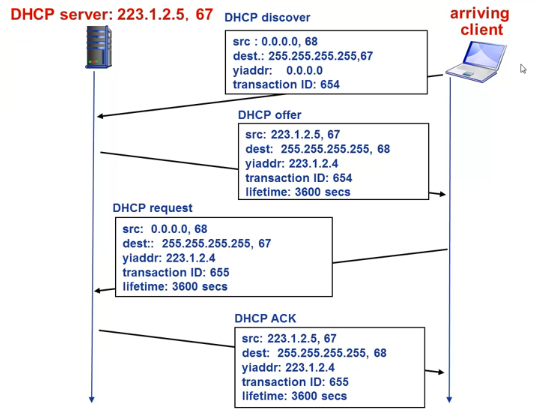 DHCP server: 223.1.2.5, 67
arriving
client
DHCP discover
src : 0.0.0.0, 68
dest.: 255.255.255.255,67
yiaddr: 0.0.0.0
transaction ID: 654
DHCP offer
src: 223.1.2.5, 67
dest: 255.255.255.255, 68
yiaddr: 223.1.2.4
transaction ID: 654
lifetime: 3600 secs
DHCP request
src: 0.0.0.0, 68
dest:: 255.255.255.255, 67
yiaddr: 223.1.2.4
transaction ID: 655
lifetime: 3600 secs
DHCP ACK
src: 223.1.2.5, 67
dest: 255.255.255.255, 68
yiaddr: 223.1.2.4
transaction ID: 655
lifetime: 3600 secs